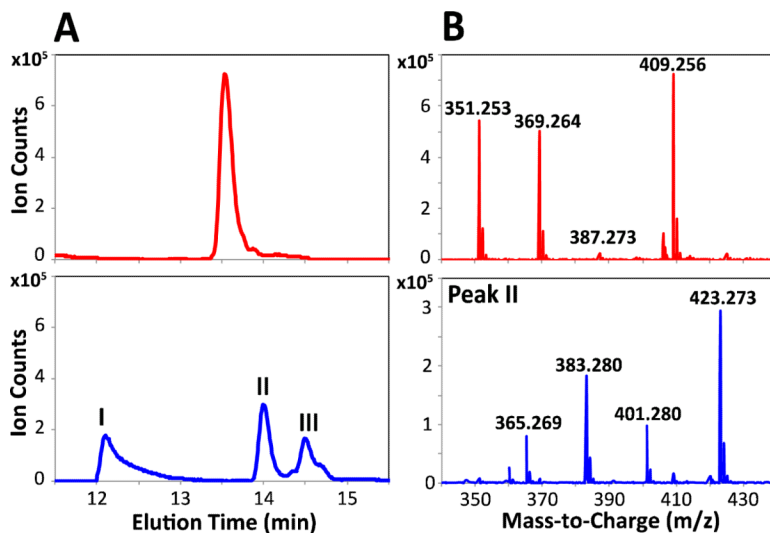 A
x10⁵
6
4
2
0
Ion Counts
x10⁵
6
4
2
0
Ion Counts
I
II
III
12
13
14
15
Elution Time (min)
B
x10⁵
6
4
2
0
351.253
369.264
387.273
409.256
x10⁵
3
2
1
0
Peak II
365.269
383.280
401.280
423.273
350
370
390
410
430
Mass-to-Charge (m/z)